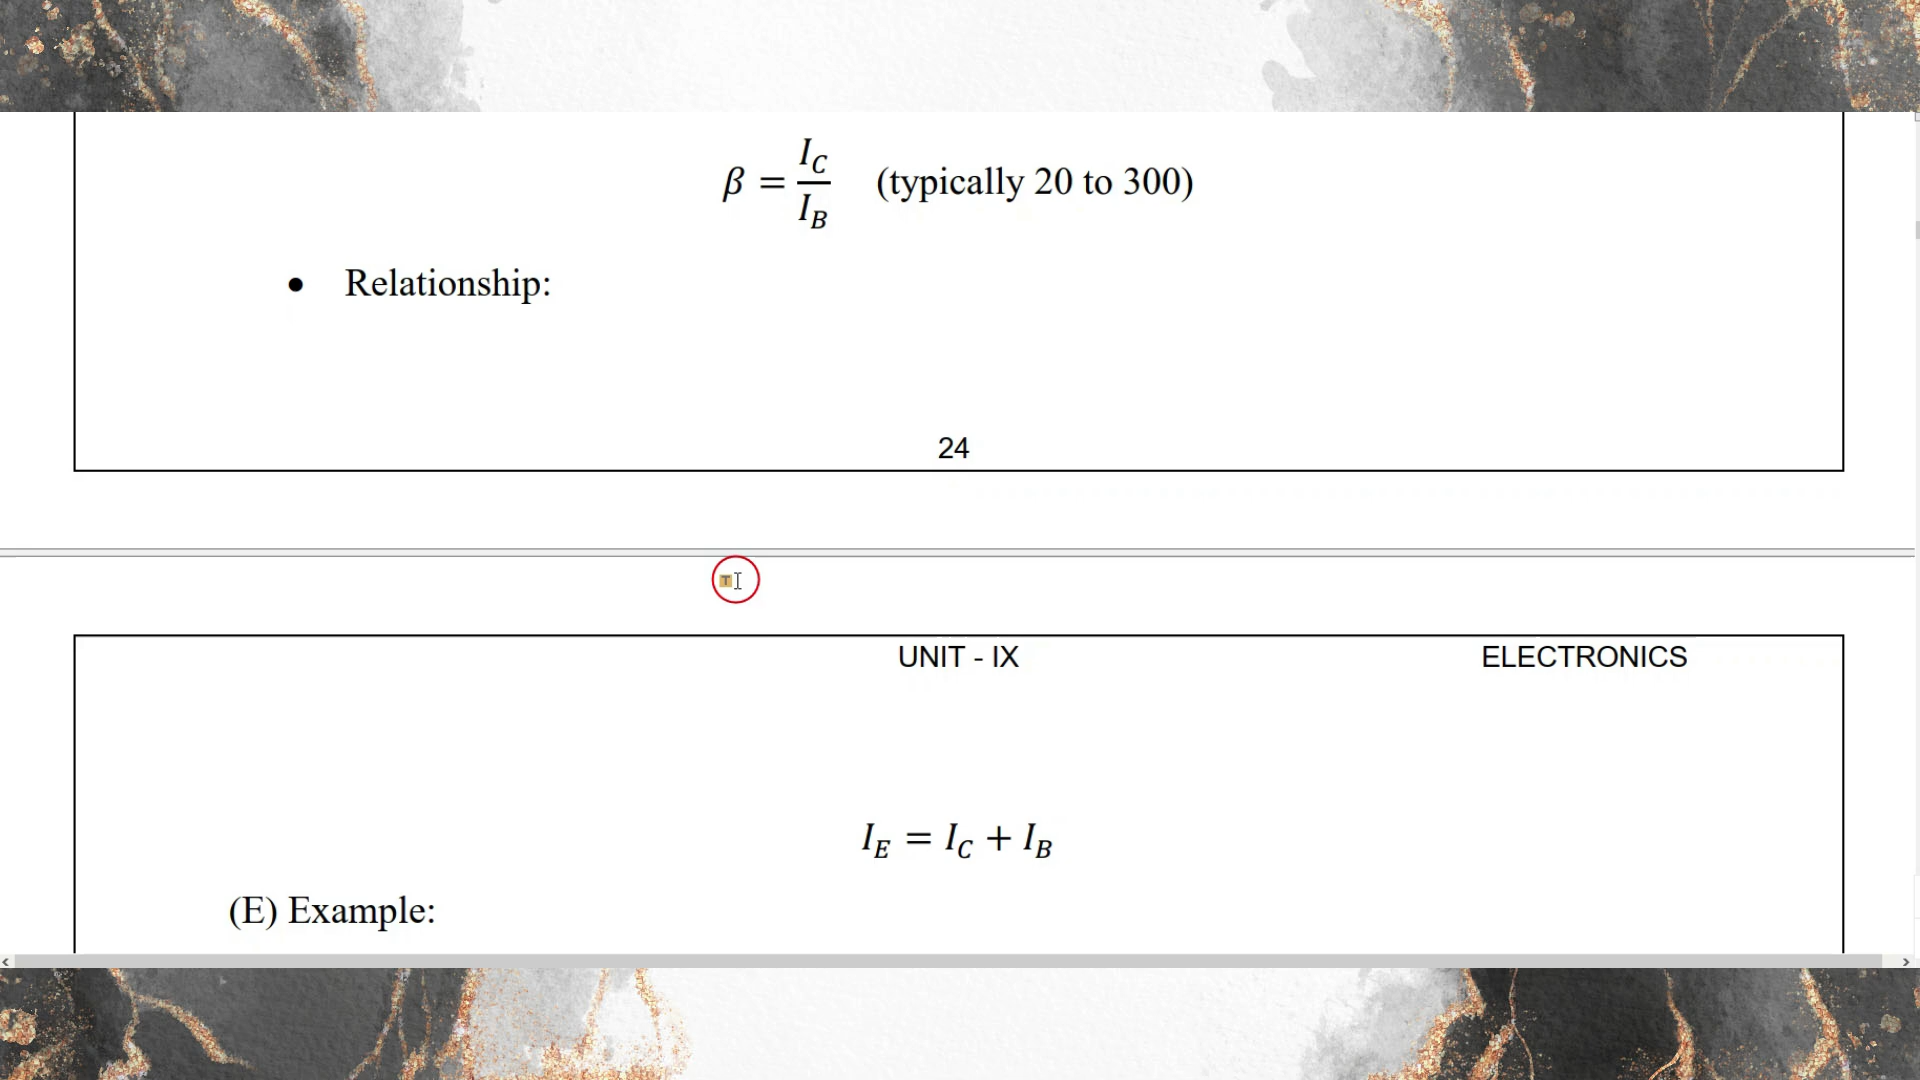 β = I_C / I_B (typically 20 to 300)
• Relationship:
24
UNIT - IX ELECTRONICS
I_E = I_C + I_B
(E) Example: